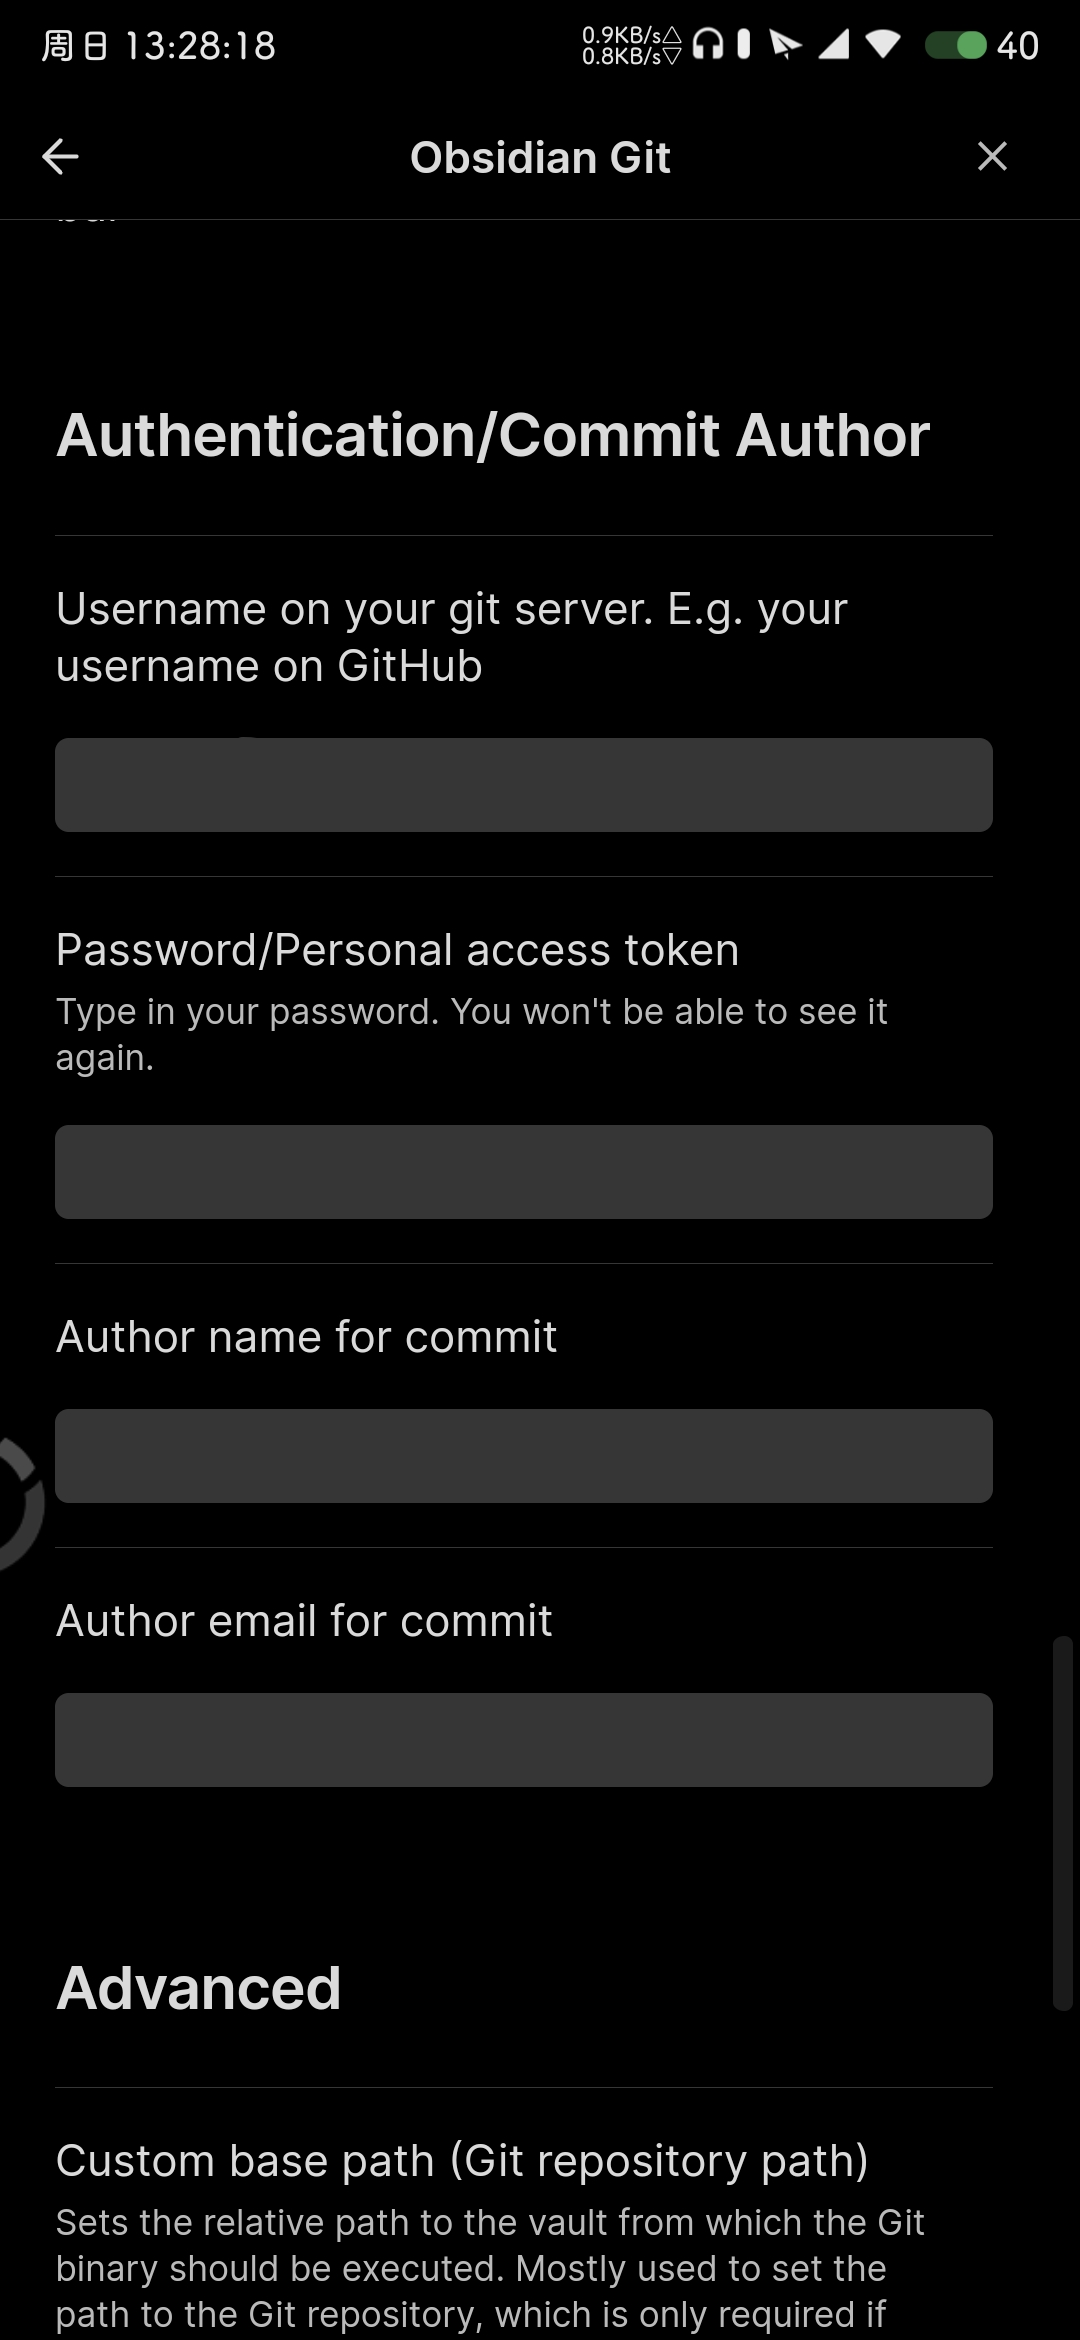 周日 13:28:18
0.9KB/s△
0.8KB/s▽
40
Obsidian Git
Authentication/Commit Author
Username on your git server. E.g. your
username on GitHub
Password/Personal access token
Type in your password. You won't be able to see it
again.
Author name for commit
Author email for commit
Advanced
Custom base path (Git repository path)
Sets the relative path to the vault from which the Git
binary should be executed. Mostly used to set the
path to the Git repository, which is only required if